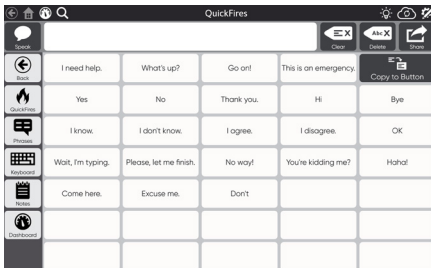 QuickFires
Speak
Clear
Abc
Delete
Share
Back
I need help.
What's up?
Go on!
This is an emergency.
Copy to Button
QuickFires
Yes
No
Thank you.
Hi
Bye
Phrases
I know.
I don't know.
I agree.
I disagree.
OK
Keyboard
Wait, I'm typing.
Please, let me finish.
No way!
You're kidding me?
Haha!
Notes
Come here.
Excuse me.
Don't
Dashboard